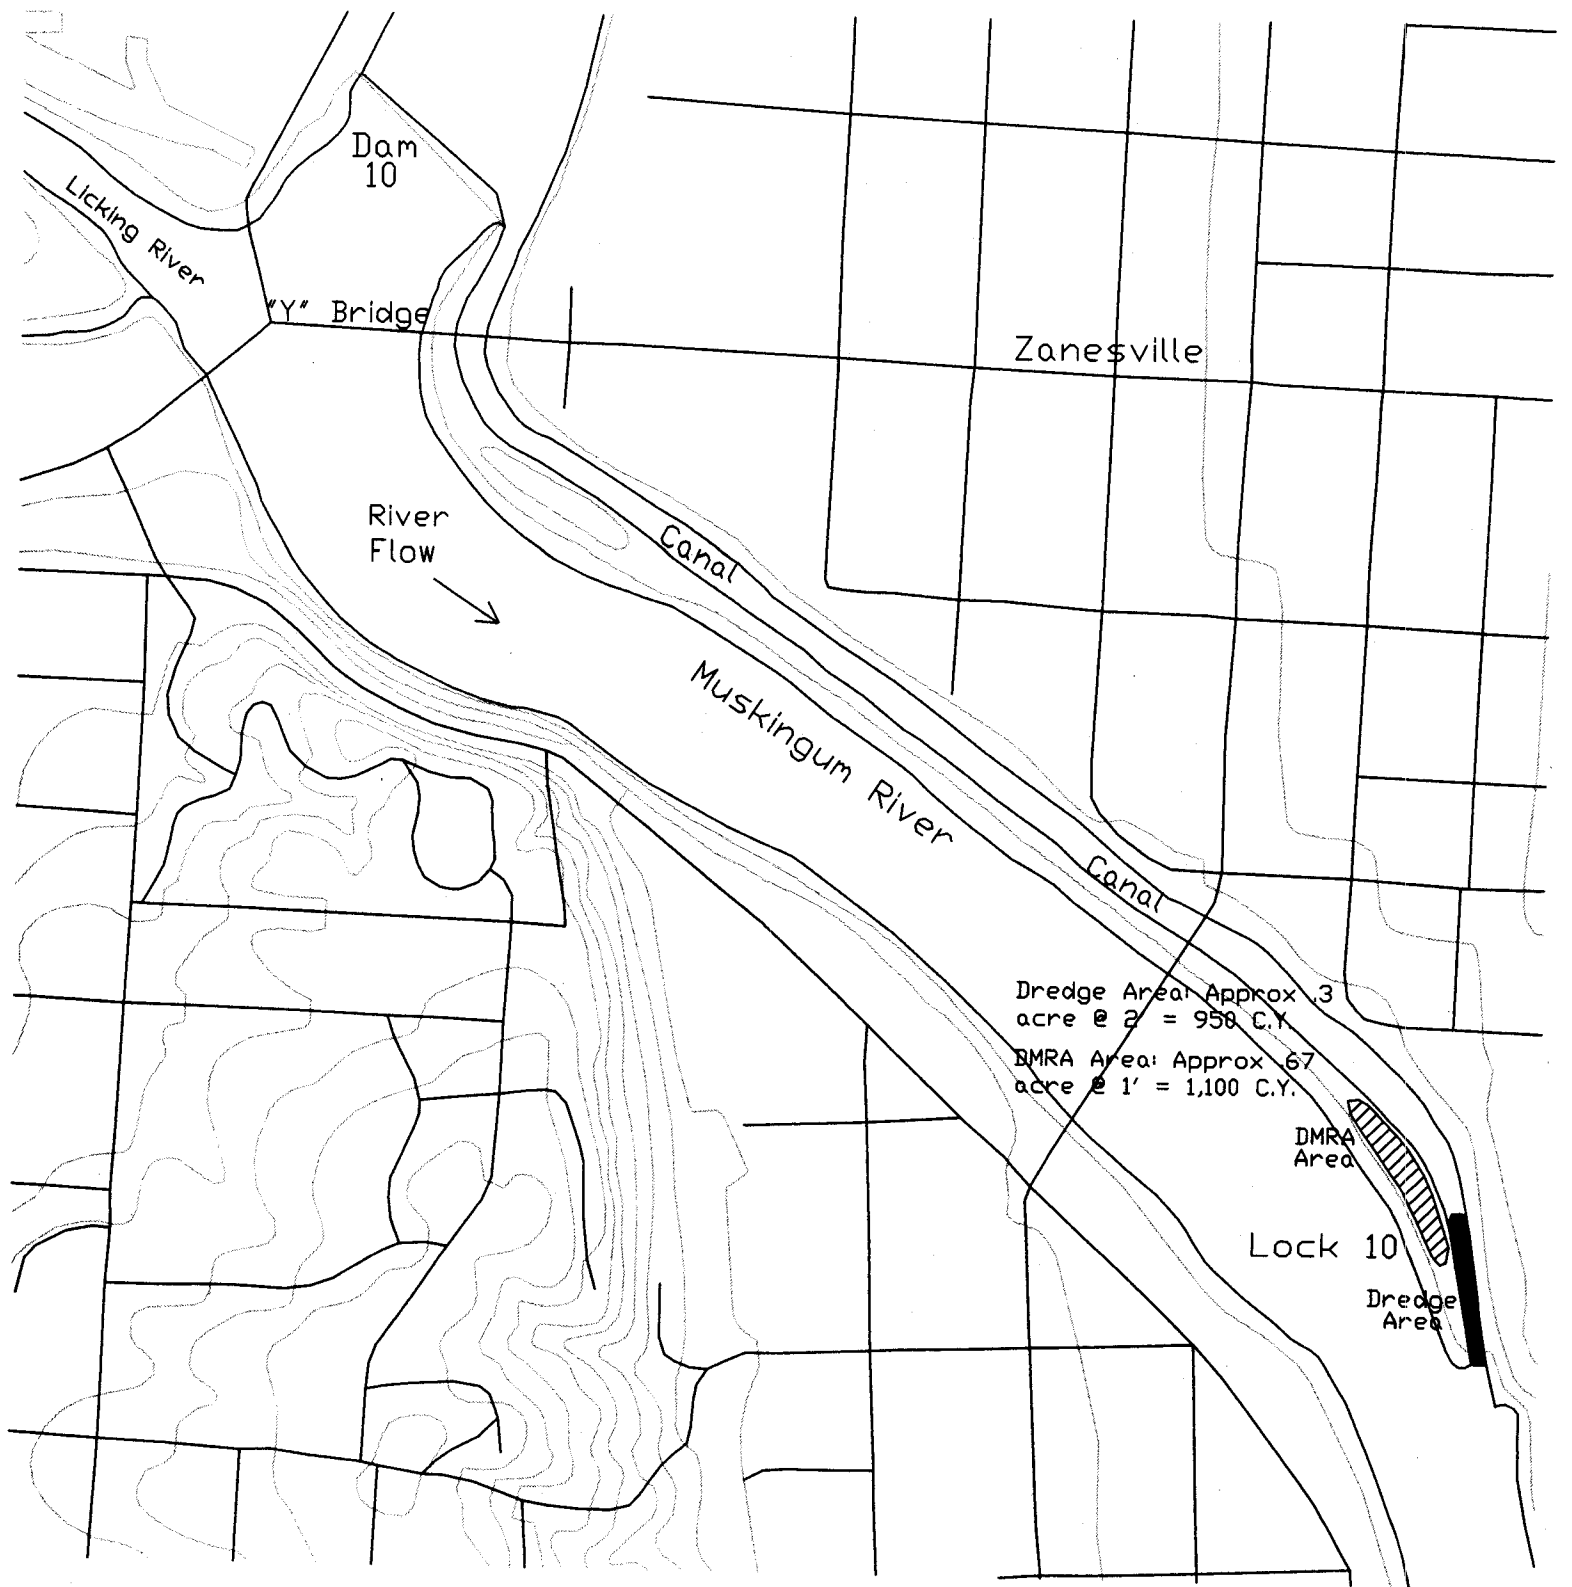 Dam
10
Licking River
"Y" Bridge
Zanesville
River
Flow
Canal
Muskingum River
Canal
Dredge Area: Approx .3
acre @ 2' = 950 C.Y.
DMRA Area: Approx .67
acre @ 1' = 1,100 C.Y.
DMRA
Area
Lock 10
Dredge
Area